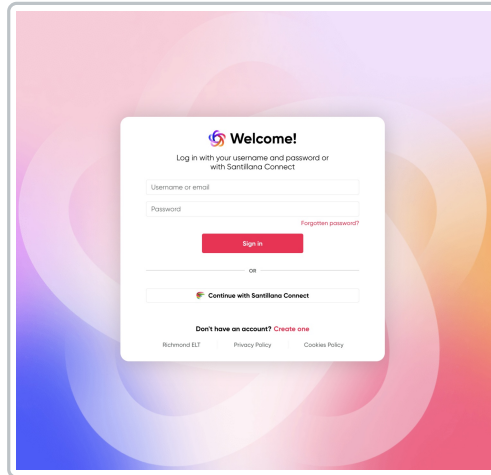 Welcome!
Log in with your username and password or
with Santillana Connect
Username or email
Password
Forgotten password?
Sign in
OR
Continue with Santillana Connect
Don't have an account? Create one
Richmond ELT Privacy Policy Cookies Policy